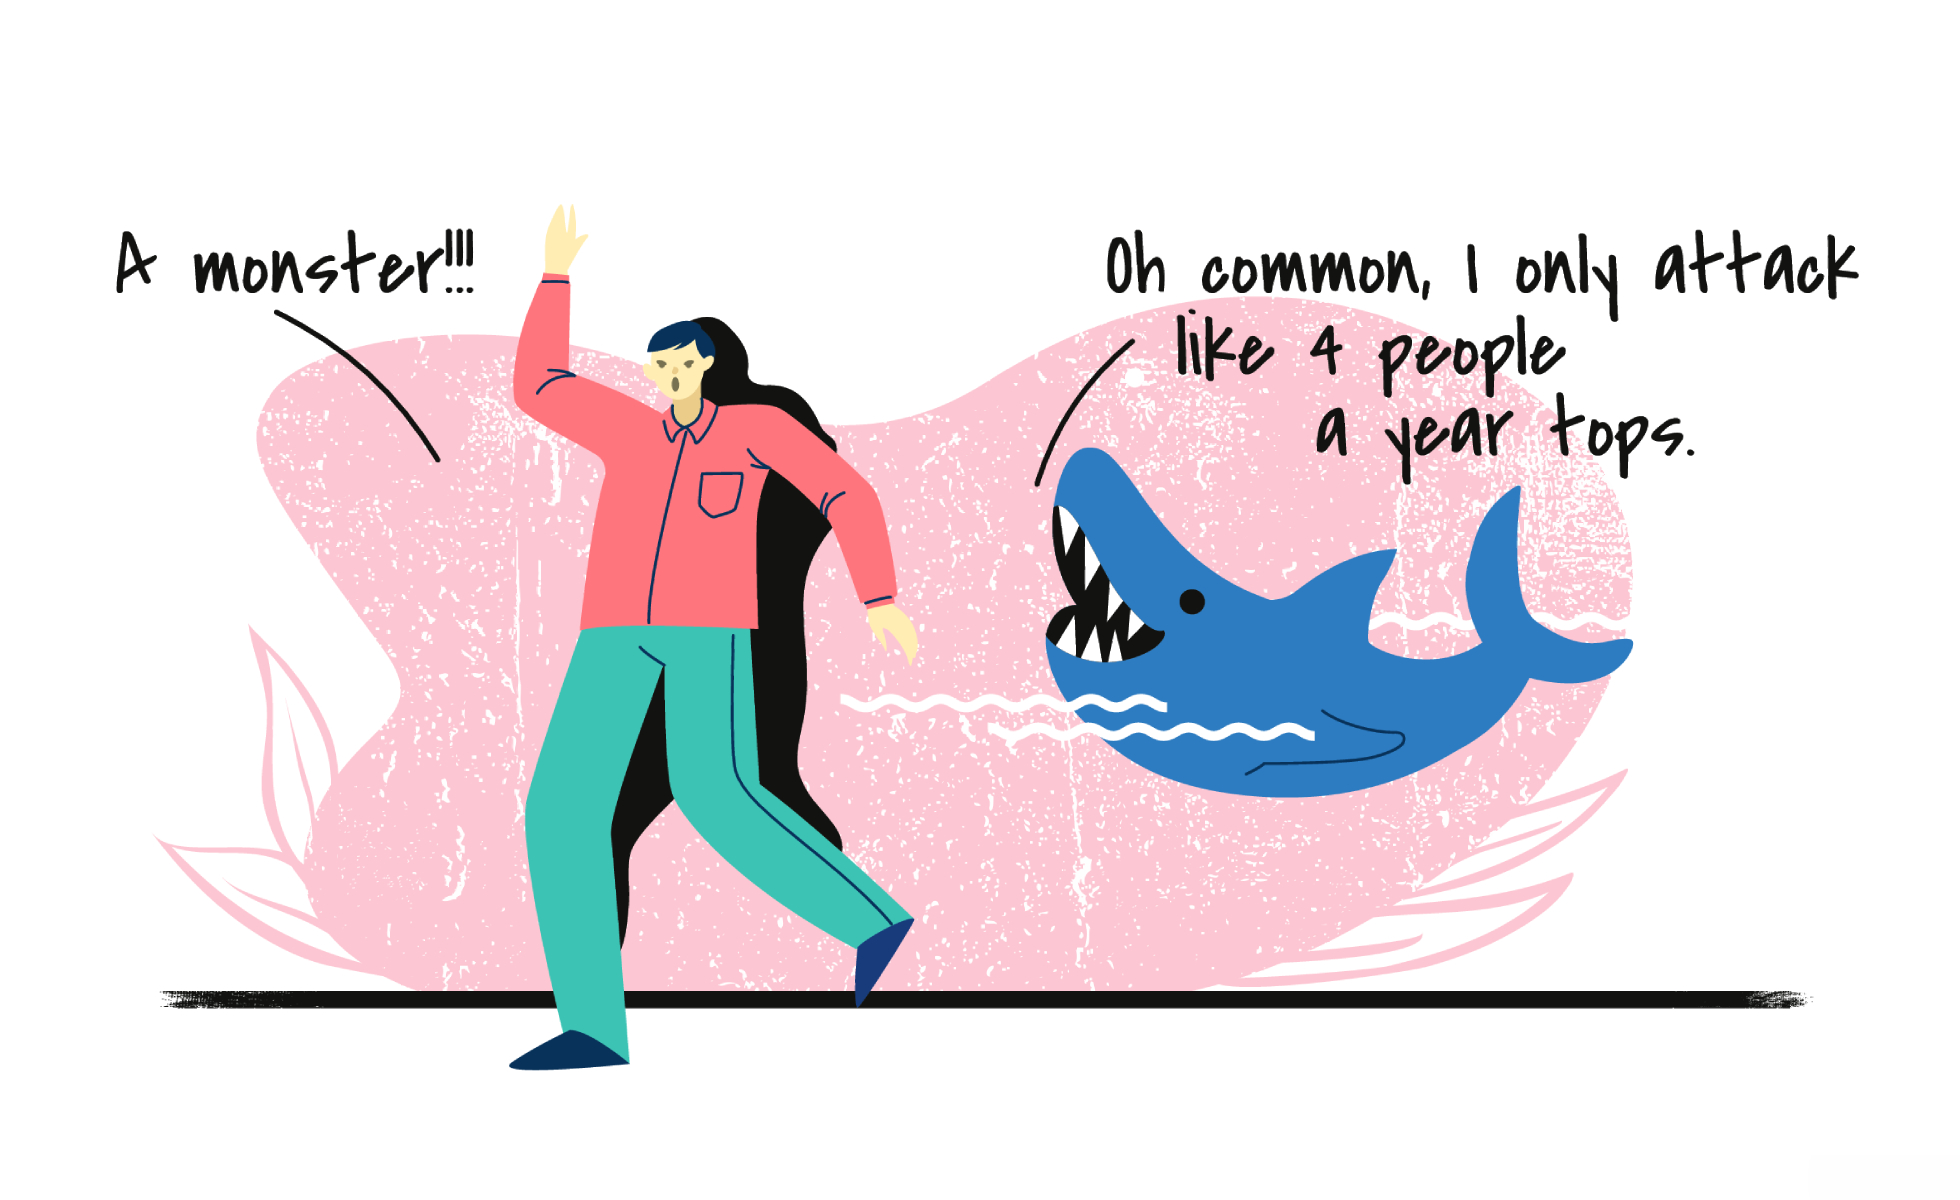 A monster!!!
Oh common, I only attack
like 4 people
a year tops.